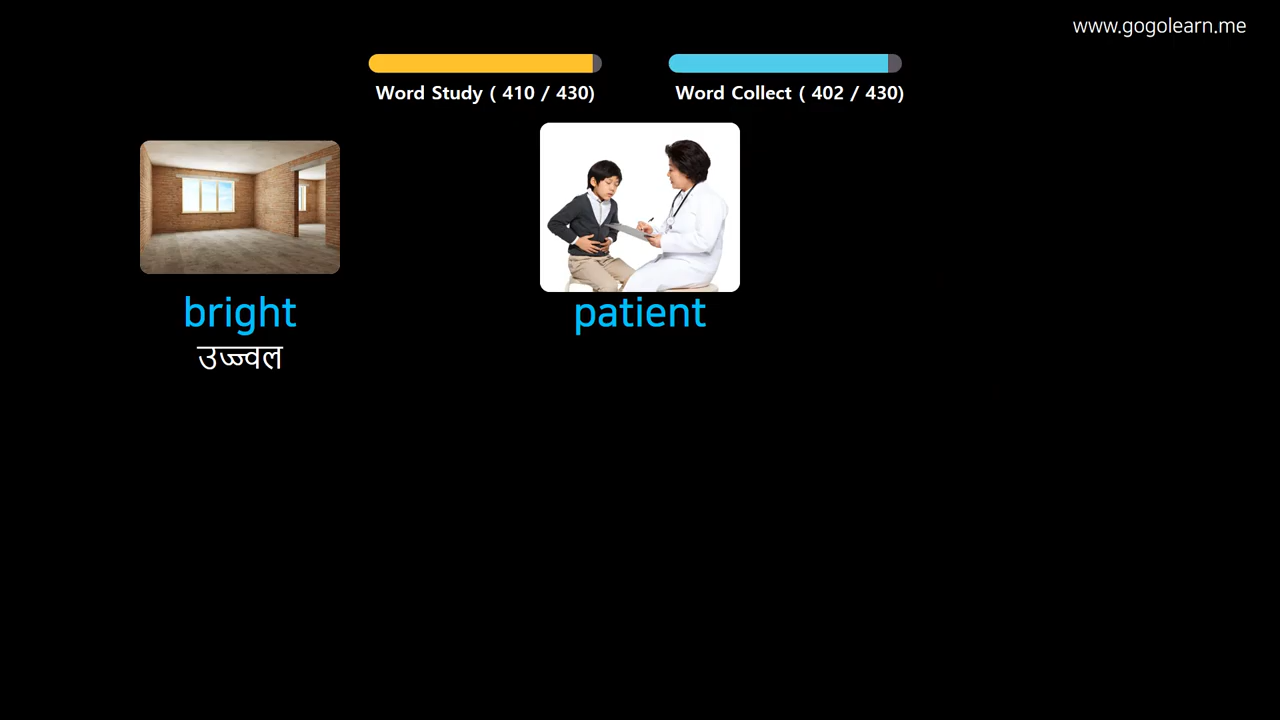 www.gogolearn.me
Word Study ( 410 / 430)
Word Collect ( 402 / 430)
bright
patient
उज्ज्वल